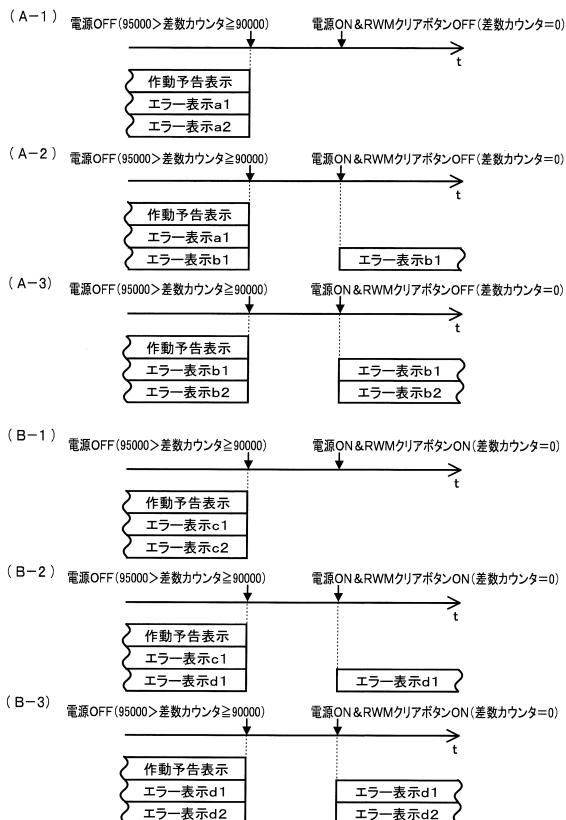 (A-1) 電源OFF(95000>差数カウンタ≧90000) 電源ON&RWMクリアボタンOFF(差数カウンタ=0)
t
作動予告表示
エラー表示a1
エラー表示a2
(A-2) 電源OFF(95000>差数カウンタ≧90000) 電源ON&RWMクリアボタンOFF(差数カウンタ=0)
t
作動予告表示
エラー表示a1
エラー表示b1 エラー表示b1
(A-3) 電源OFF(95000>差数カウンタ≧90000) 電源ON&RWMクリアボタンOFF(差数カウンタ=0)
t
作動予告表示
エラー表示b1 エラー表示b1
エラー表示b2 エラー表示b2
(B-1) 電源OFF(95000>差数カウンタ≧90000) 電源ON&RWMクリアボタンON(差数カウンタ=0)
t
作動予告表示
エラー表示c1
エラー表示c2
(B-2) 電源OFF(95000>差数カウンタ≧90000) 電源ON&RWMクリアボタンON(差数カウンタ=0)
t
作動予告表示
エラー表示c1
エラー表示d1 エラー表示d1
(B-3) 電源OFF(95000>差数カウンタ≧90000) 電源ON&RWMクリアボタンON(差数カウンタ=0)
t
作動予告表示
エラー表示d1 エラー表示d1
エラー表示d2 エラー表示d2